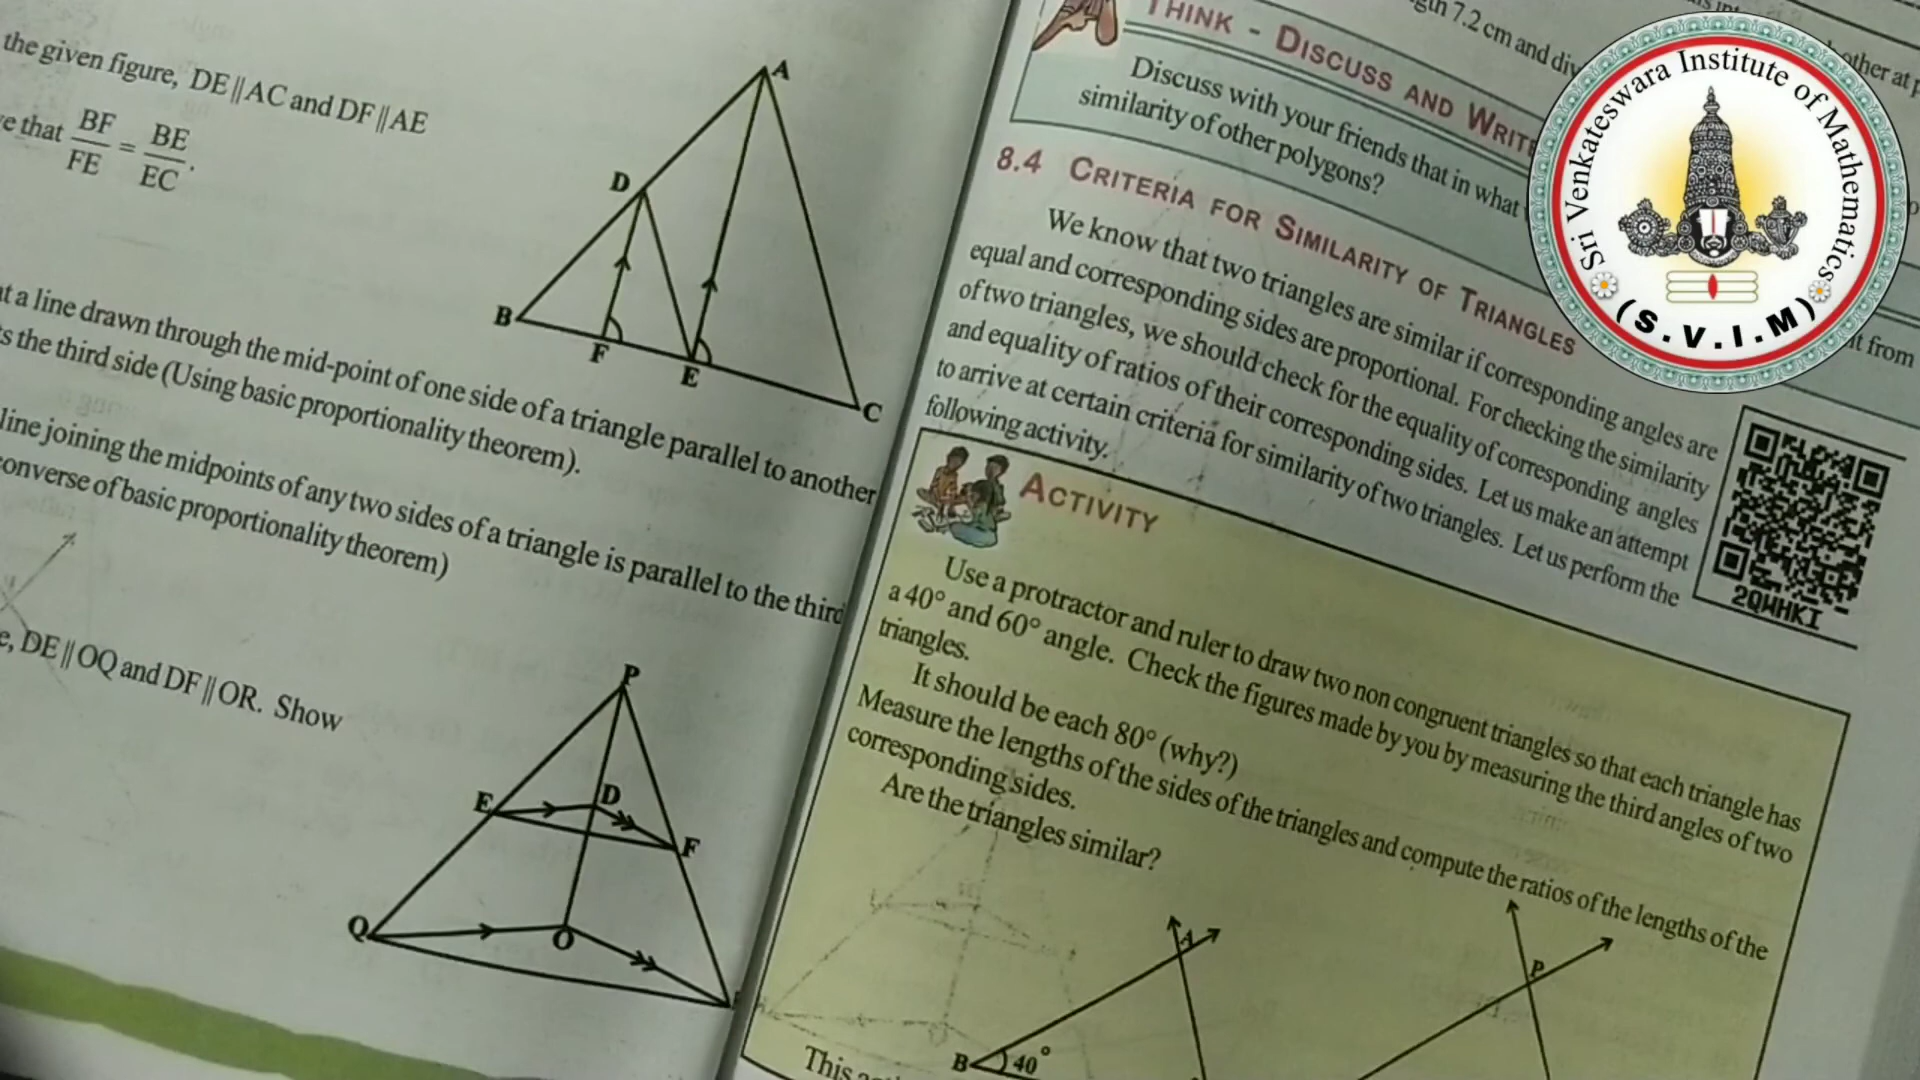 the given figure, DE || AC and DF || AE
that BF/FE = BE/EC.
A
D
B
F
E
C
a line drawn through the mid-point of one side of a triangle parallel to another
the third side (Using basic proportionality theorem).
line joining the midpoints of any two sides of a triangle is parallel to the third
converse of basic proportionality theorem)
DE || OQ and DF || OR. Show
P
E
D
F
Q
O
THINK - DISCUSS AND WRITE
Discuss with your friends that in what
similarity of other polygons?
8.4 CRITERIA FOR SIMILARITY OF TRIANGLES
We know that two triangles are similar if corresponding angles are
equal and corresponding sides are proportional. For checking the similarity
of two triangles, we should check for the equality of corresponding angles
and equality of ratios of their corresponding sides. Let us make an attempt
to arrive at certain criteria for similarity of two triangles. Let us perform the
following activity.
2QWHKI
ACTIVITY
Use a protractor and ruler to draw two non congruent triangles so that each triangle has
a 40° and 60° angle. Check the figures made by you by measuring the third angles of two
triangles.
It should be each 80° (why?)
Measure the lengths of the sides of the triangles and compute the ratios of the lengths of the
corresponding sides.
Are the triangles similar?
A
B
40°
P
This
7.2 cm and
other at
from
Sri Venkateswara Institute of Mathematics
(S.V.I.M)